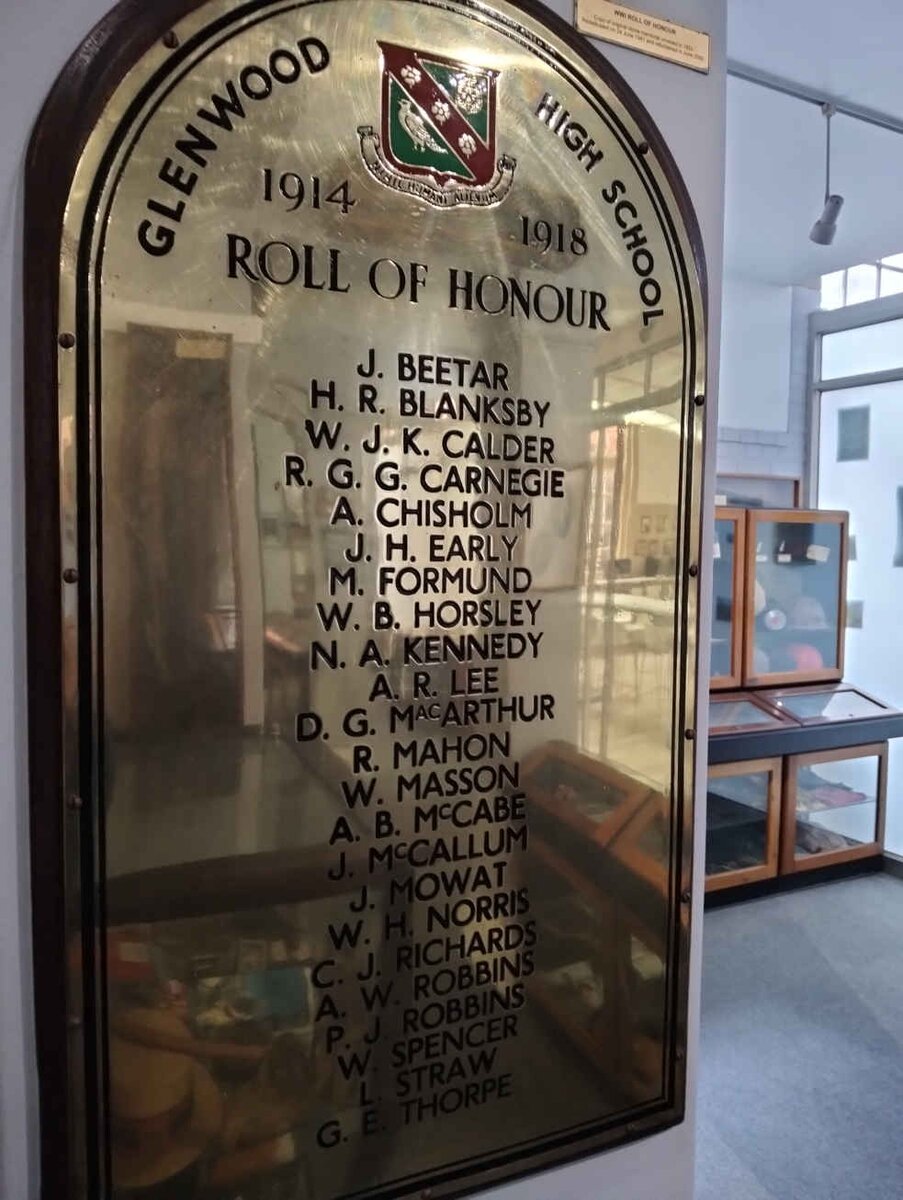 WWI ROLL OF HONOUR
GLENWOOD HIGH SCHOOL
1914 1918
ROLL OF HONOUR
J. BEETAR
H. R. BLANKSBY
W. J. K. CALDER
R. G. G. CARNEGIE
A. CHISHOLM
J. H. EARLY
M. FORMUND
W. B. HORSLEY
N. A. KENNEDY
A. R. LEE
D. G. MACARTHUR
R. MAHON
W. MASSON
A. B. McCABE
J. McCALLUM
J. MOWAT
W. H. NORRIS
C. J. RICHARDS
A. W. ROBBINS
P. J. ROBBINS
W. SPENCER
L. STRAW
G. E. THORPE